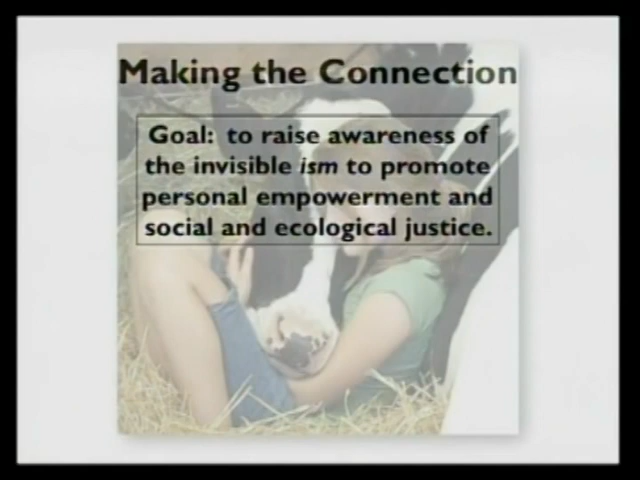 Making the Connection
Goal: to raise awareness of
the invisible ism to promote
personal empowerment and
social and ecological justice.